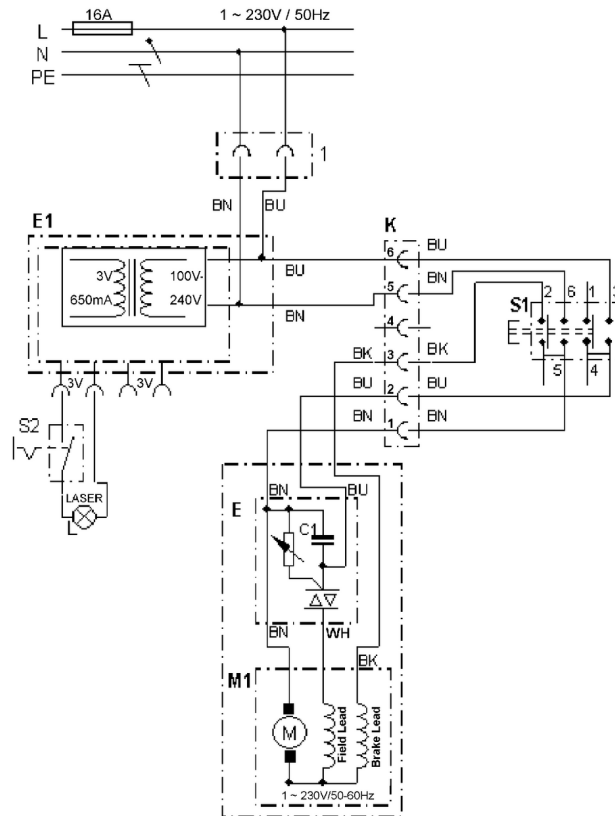 16A 1 ~ 230V / 50Hz
L
N
PE
1
BN BU
E1
K
6 BU
3V 100V-
650mA 240V
BU
5 BN
BN
S1
2 6 1 3
4
3V 3V
BK 3 BK
5 4
BU 2 BU
BN 1 BN
S2
LASER
L
BN BU
E
C1
BN WH
BK
M1
M
Field Lead
Brake Lead
1 ~ 230V/50-60Hz